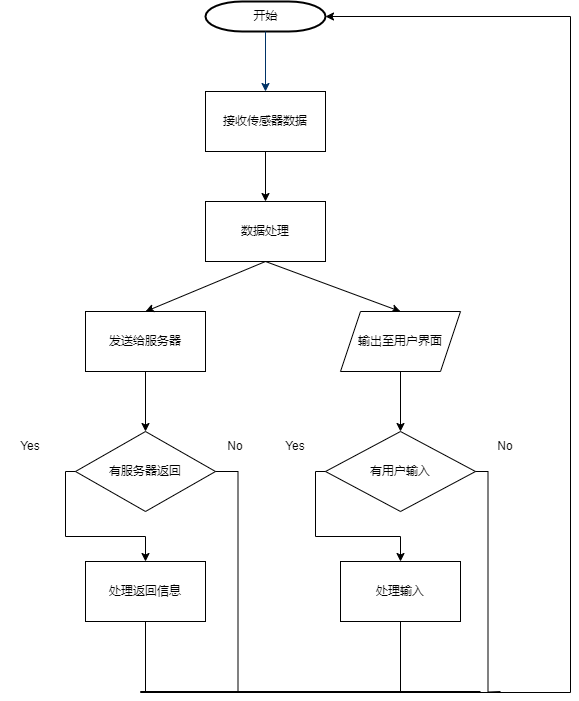 开始
接收传感器数据
数据处理
发送给服务器
输出至用户界面
Yes
有服务器返回
No
Yes
有用户输入
No
处理返回信息
处理输入